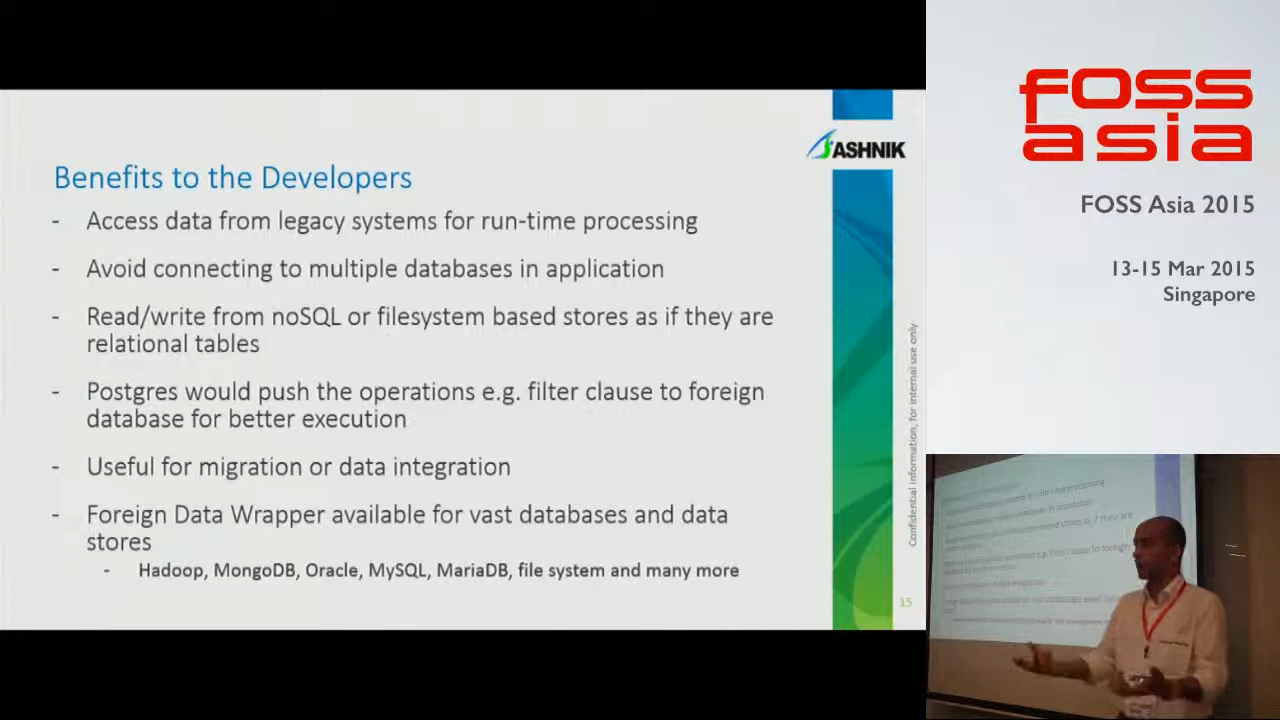 ASHNIK
Benefits to the Developers
- Access data from legacy systems for run-time processing
- Avoid connecting to multiple databases in application
- Read/write from noSQL or filesystem based stores as if they are
relational tables
- Postgres would push the operations e.g. filter clause to foreign
database for better execution
- Useful for migration or data integration
- Foreign Data Wrapper available for vast databases and data
stores
- Hadoop, MongoDB, Oracle, MySQL, MariaDB, file system and many more
Confidential information, for internal use only
15
FOSS
asia
FOSS Asia 2015
13-15 Mar 2015
Singapore